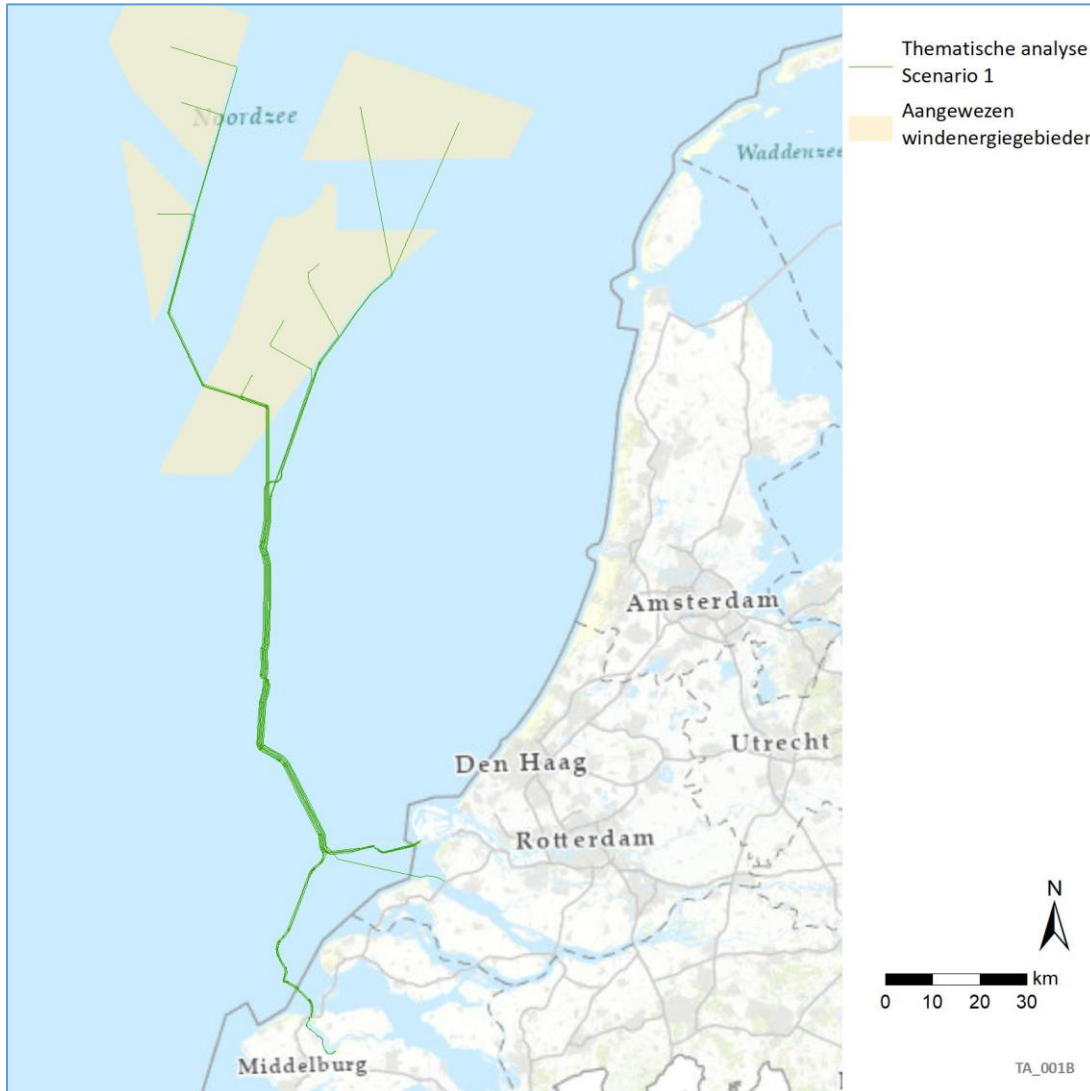 Thematische analyse
Scenario 1
Aangewezen
windenergiegebieden
Noordzee
Waddenzee
Amsterdam
Utrecht
Den Haag
Rotterdam
Middelburg
N
km
0 10 20 30
TA_001B